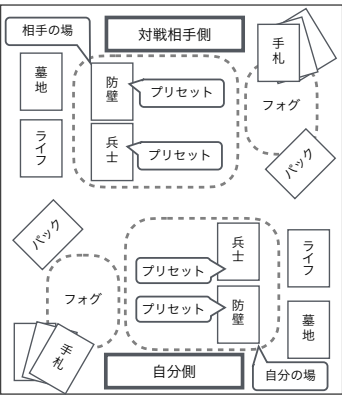 相手の場
対戦相手側
手札
墓地
防壁
プリセット
フォグ
ライフ
兵士
プリセット
パック
パック
兵士
ライフ
プリセット
フォグ
プリセット
防壁
墓地
手札
自分側
自分の場